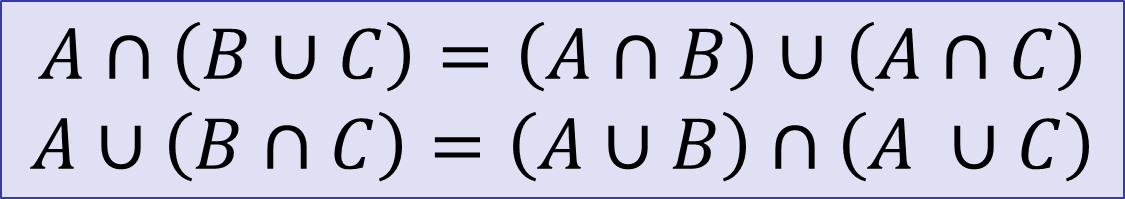 A ∩ (B ∪ C) = (A ∩ B) ∪ (A ∩ C)
A ∪ (B ∩ C) = (A ∪ B) ∩ (A ∪ C)